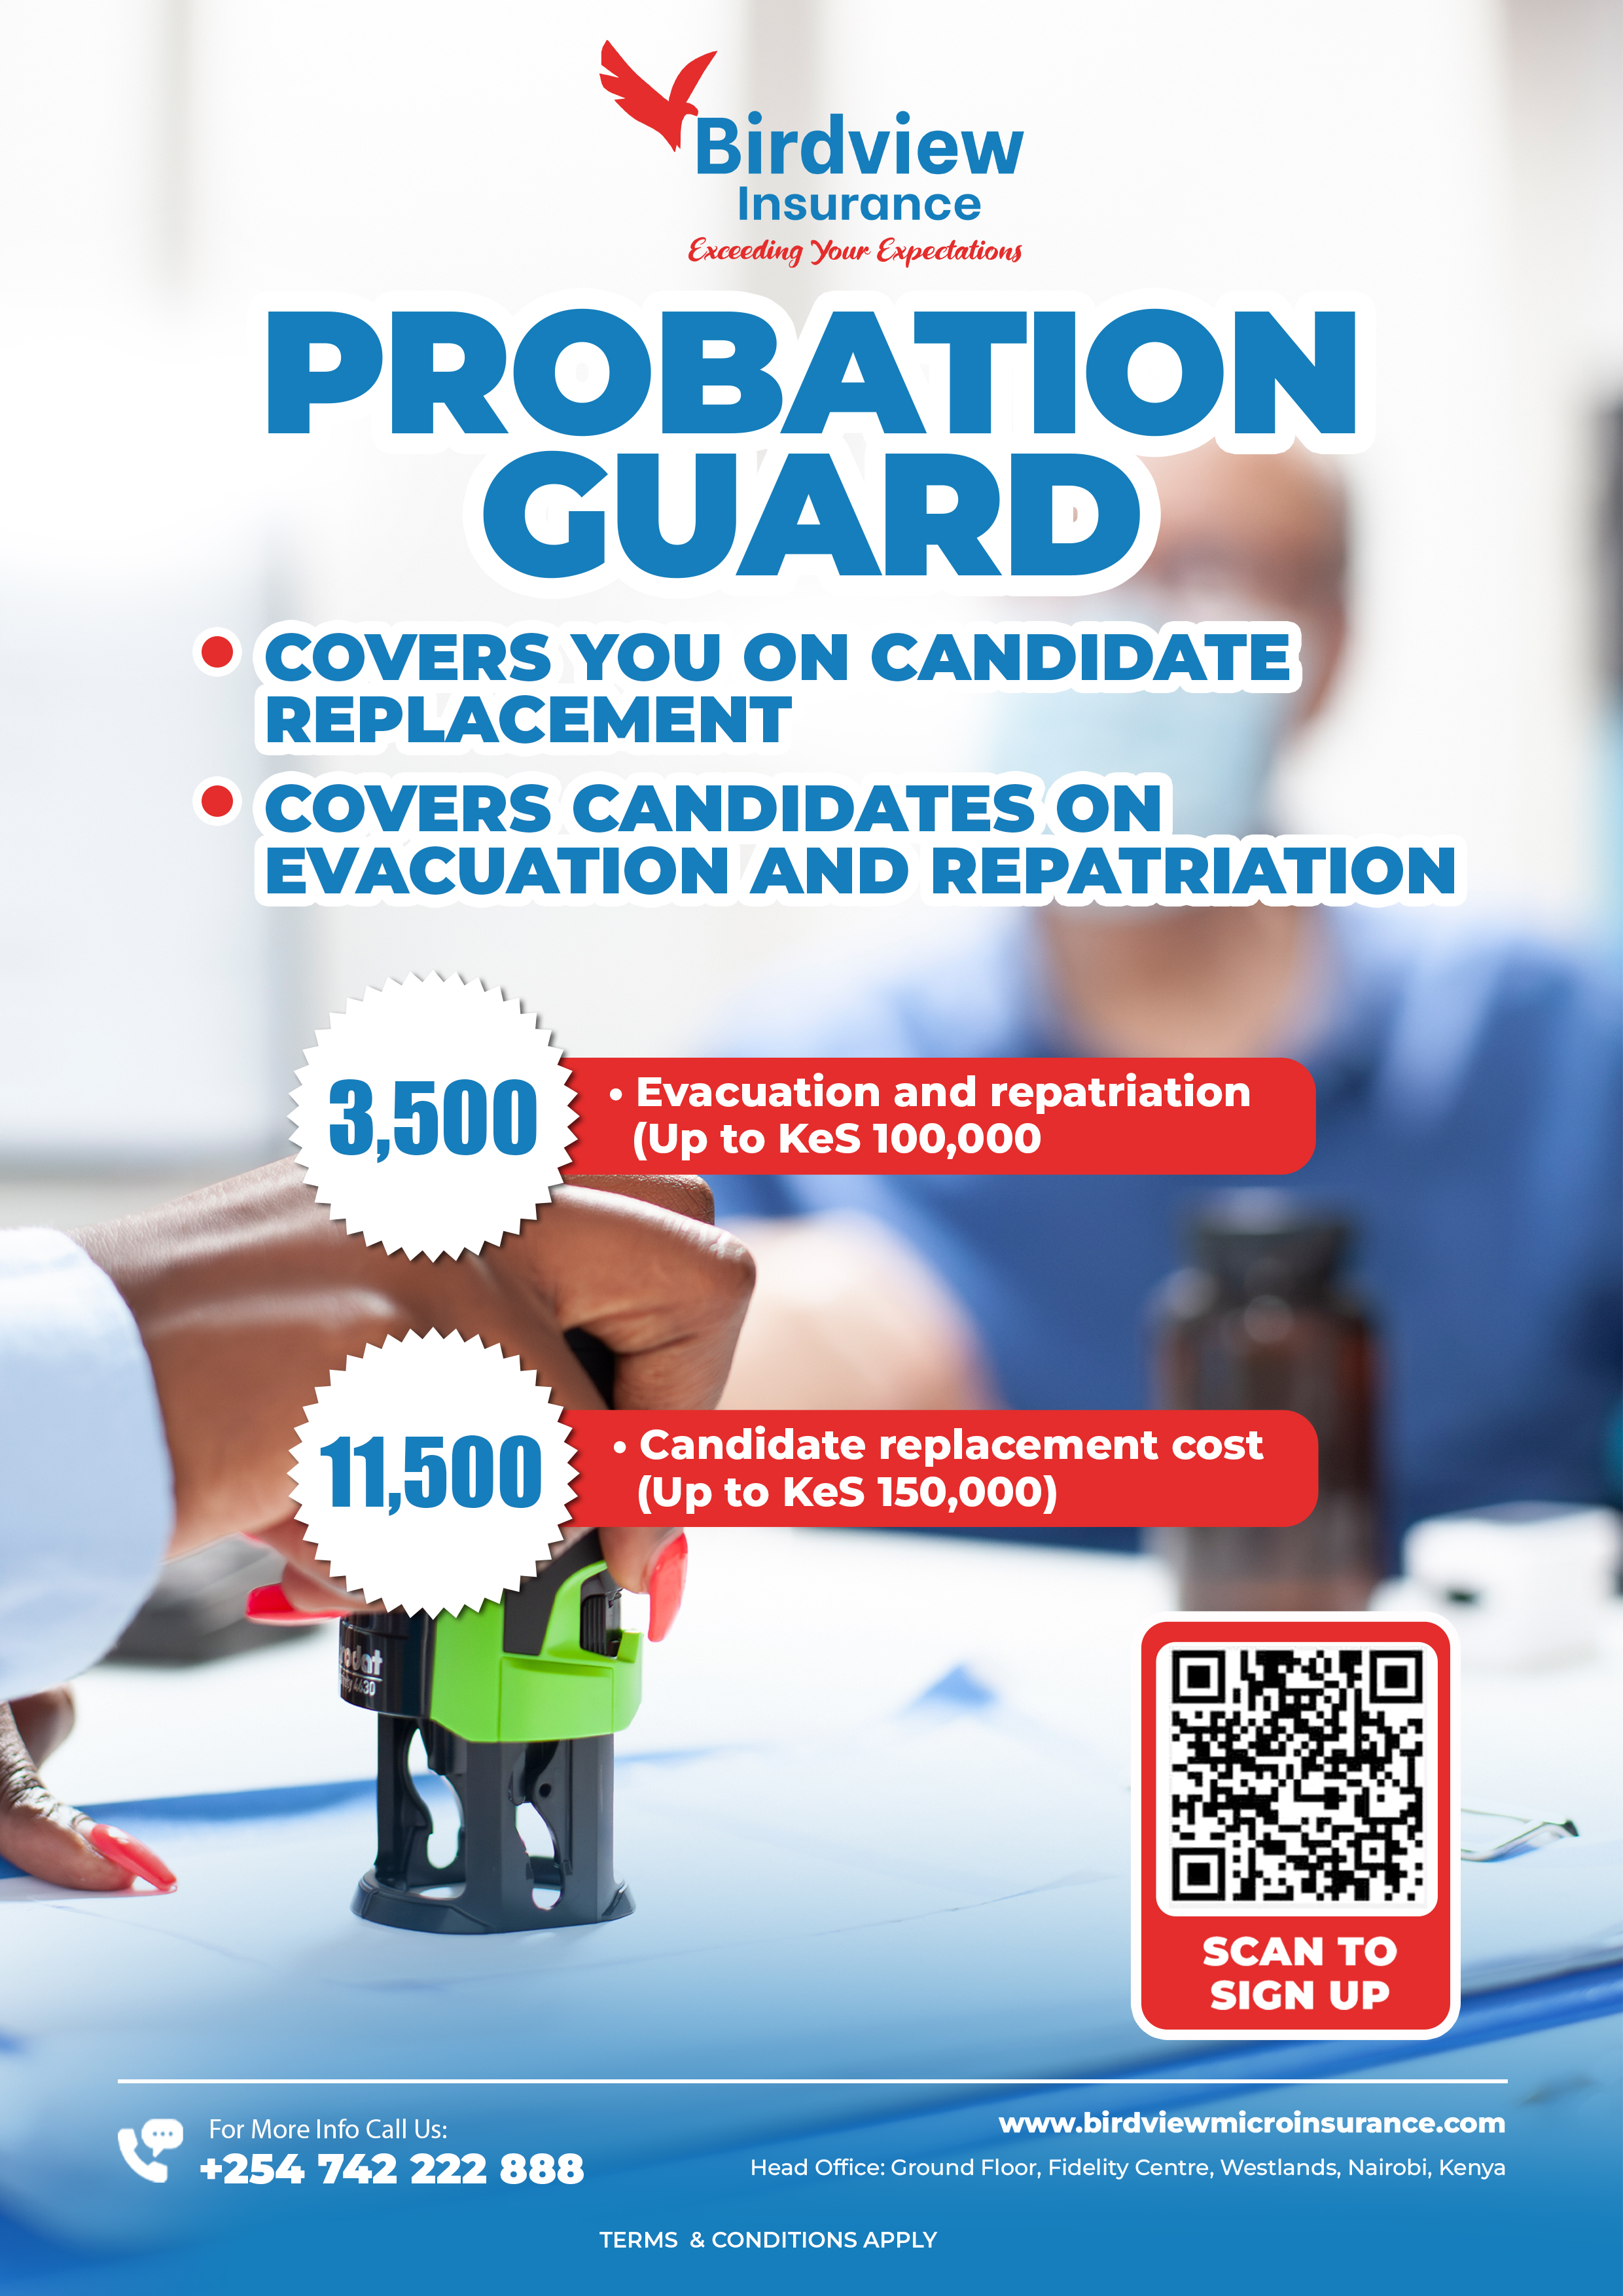 Birdview
Insurance
Exceeding Your Expectations
PROBATION
GUARD
• COVERS YOU ON CANDIDATE
REPLACEMENT
• COVERS CANDIDATES ON
EVACUATION AND REPATRIATION
3,500
• Evacuation and repatriation
(Up to KeS 100,000
11,500
• Candidate replacement cost
(Up to KeS 150,000)
4630
SCAN TO
SIGN UP
For More Info Call Us:
+254 742 222 888
www.birdviewmicroinsurance.com
Head Office: Ground Floor, Fidelity Centre, Westlands, Nairobi, Kenya
TERMS & CONDITIONS APPLY